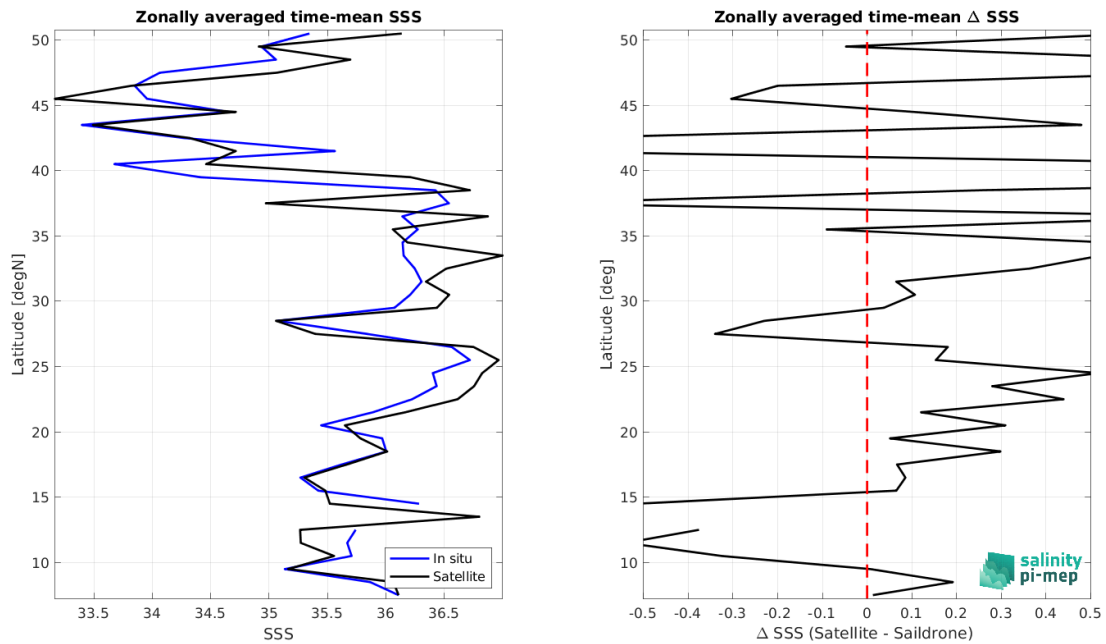 Zonally averaged time-mean SSS
50
45
40
35
30
25
20
15
10
Latitude [degN]
33.5 34 34.5 35 35.5 36 36.5
SSS
In situ
Satellite
Zonally averaged time-mean Δ SSS
50
45
40
35
30
25
20
15
10
Latitude [deg]
-0.5 -0.4 -0.3 -0.2 -0.1 0 0.1 0.2 0.3 0.4 0.5
Δ SSS (Satellite - Saildrone)
salinity
pi-mep